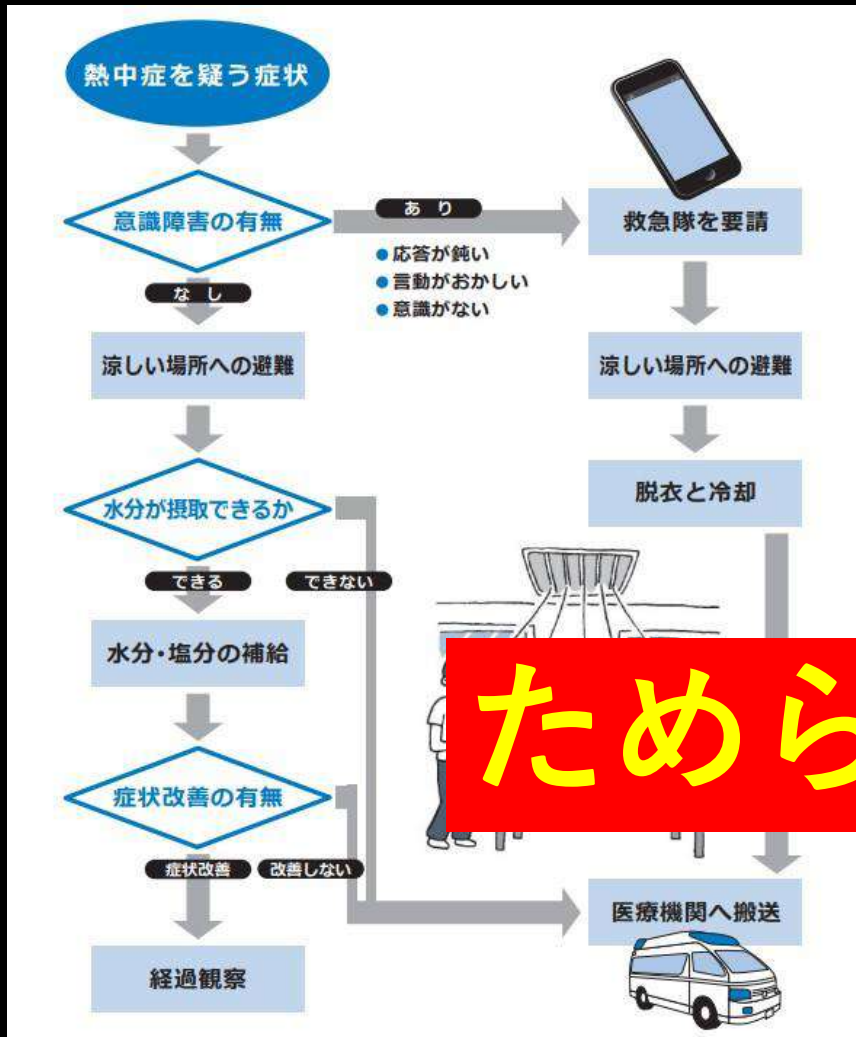 熱中症を疑う症状
意識障害の有無
あり
●応答が鈍い
●言動がおかしい
●意識がない
救急隊を要請
なし
涼しい場所への避難
涼しい場所への避難
水分が摂取できるか
脱衣と冷却
できる
できない
水分・塩分の補給
ためら
症状改善の有無
症状改善
改善しない
医療機関へ搬送
経過観察